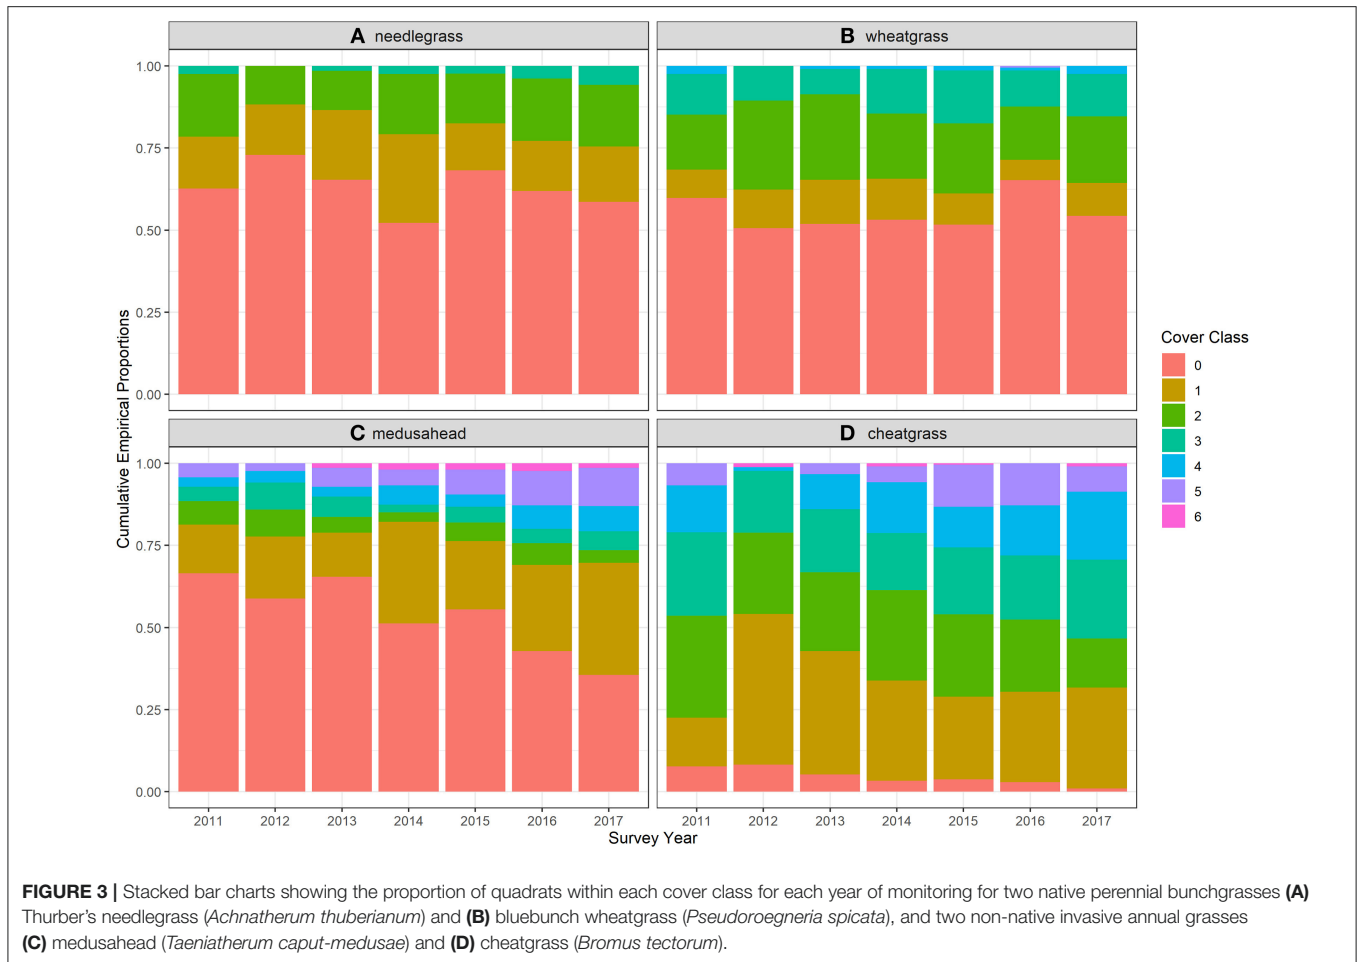 A needlegrass
B wheatgrass
1.00
0.75
0.50
0.25
0.00
C medusahead
D cheatgrass
1.00
0.75
0.50
0.25
0.00
Cumulative Empirical Proportions
2011 2012 2013 2014 2015 2016 2017
2011 2012 2013 2014 2015 2016 2017
Survey Year
Cover Class
0
1
2
3
4
5
6
FIGURE 3 | Stacked bar charts showing the proportion of quadrats within each cover class for each year of monitoring for two native perennial bunchgrasses (A)
Thurber's needlegrass (Achnatherum thuberianum) and (B) bluebunch wheatgrass (Pseudoroegneria spicata), and two non-native invasive annual grasses
(C) medusahead (Taeniatherum caput-medusae) and (D) cheatgrass (Bromus tectorum).